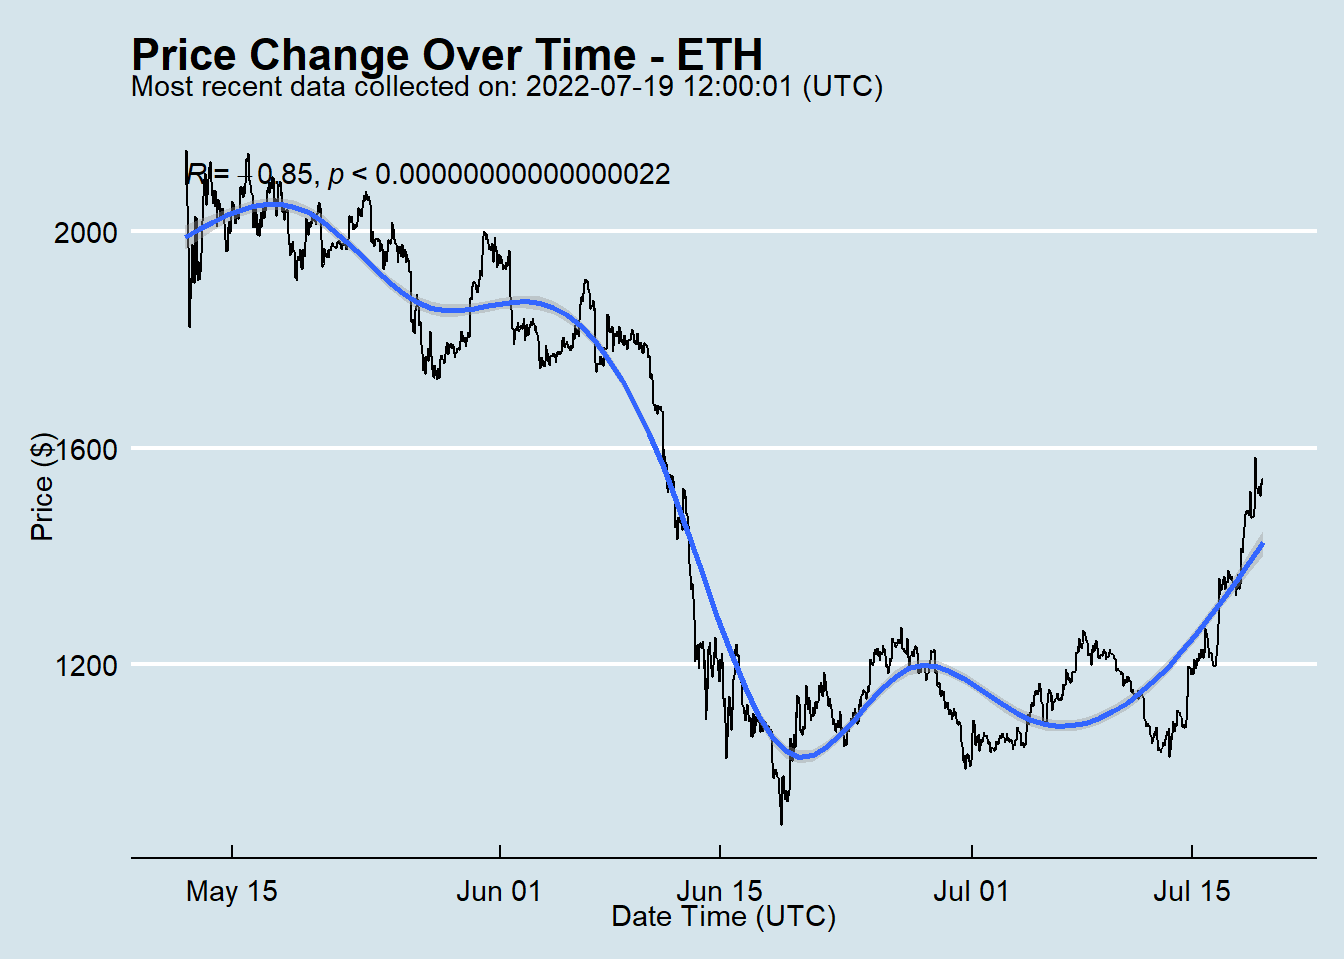 Price Change Over Time - ETH
Most recent data collected on: 2022-07-19 12:00:01 (UTC)
R = −0.85, p < 0.00000000000000022
2000
1600
1200
Price ($)
May 15
Jun 01
Jun 15
Jul 01
Jul 15
Date Time (UTC)